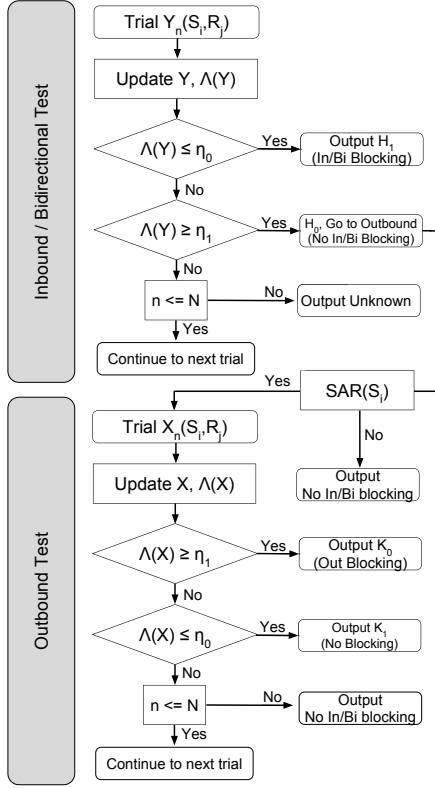 Inbound / Bidirectional Test
Trial Yn(Si,Rj)
Update Y, Λ(Y)
Λ(Y) ≤ η0
Yes
Output H1
(In/Bi Blocking)
No
Λ(Y) ≥ η1
Yes
H0, Go to Outbound
(No In/Bi Blocking)
No
n <= N
No
Output Unknown
Yes
Continue to next trial
Outbound Test
Yes
SAR(Si)
No
Output
No In/Bi blocking
Trial Xn(Si,Rj)
Update X, Λ(X)
Λ(X) ≥ η1
Yes
Output K0
(Out Blocking)
No
Λ(X) ≤ η0
Yes
Output K1
(No Blocking)
No
n <= N
No
Output
No In/Bi blocking
Yes
Continue to next trial